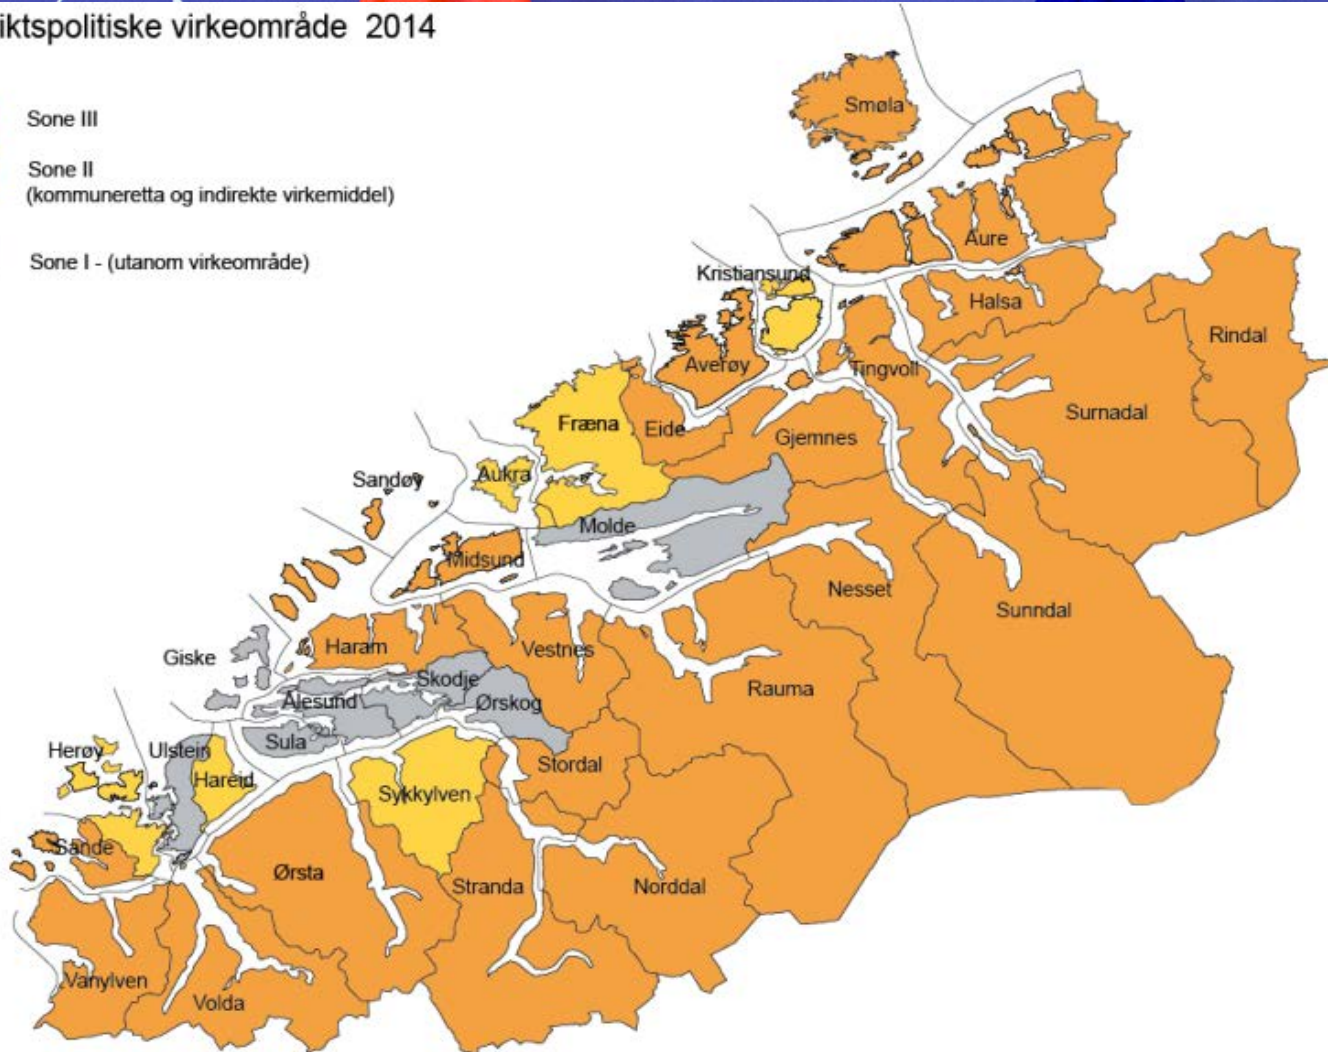 iktspolitiske virkeområde 2014
Sone III
Sone II
(kommuneretta og indirekte virkemiddel)
Sone I - (utanom virkeområde)
Smøla
Aure
Kristiansund
Halsa
Rindal
Averøy
Tingvoll
Surnadal
Fræna
Eide
Gjemnes
Aukra
Sandøy
Molde
Midsund
Nesset
Sunndal
Haram
Vestnes
Giske
Skodje
Rauma
Ålesund
Ørskog
Herøy
Ulstein
Sula
Hareid
Stordal
Sykkylven
Sande
Ørsta
Stranda
Norddal
Vanylven
Volda